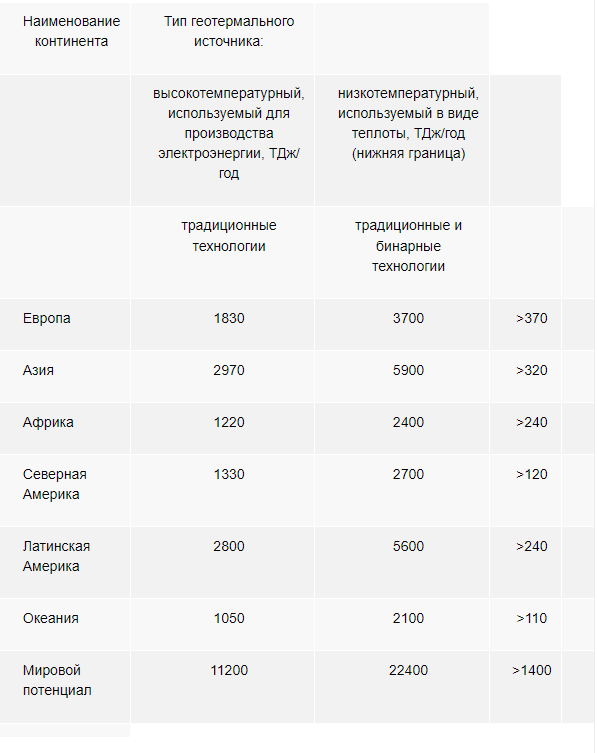 Наименование
континента
Тип геотермального
источника:
высокотемпературный,
используемый для
производства
электроэнергии, ТДж/
год
низкотемпературный,
используемый в виде
теплоты, ТДж/год
(нижняя граница)
традиционные
технологии
традиционные и
бинарные
технологии
Европа 1830 3700 >370
Азия 2970 5900 >320
Африка 1220 2400 >240
Северная
Америка 1330 2700 >120
Латинская
Америка 2800 5600 >240
Океания 1050 2100 >110
Мировой
потенциал 11200 22400 >1400